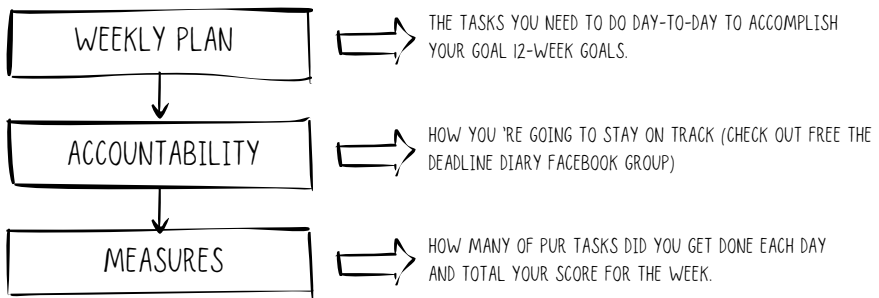 WEEKLY PLAN
THE TASKS YOU NEED TO DO DAY-TO-DAY TO ACCOMPLISH
YOUR GOAL 12-WEEK GOALS.
ACCOUNTABILITY
HOW YOU 'RE GOING TO STAY ON TRACK (CHECK OUT FREE THE
DEADLINE DIARY FACEBOOK GROUP)
MEASURES
HOW MANY OF PUR TASKS DID YOU GET DONE EACH DAY
AND TOTAL YOUR SCORE FOR THE WEEK.